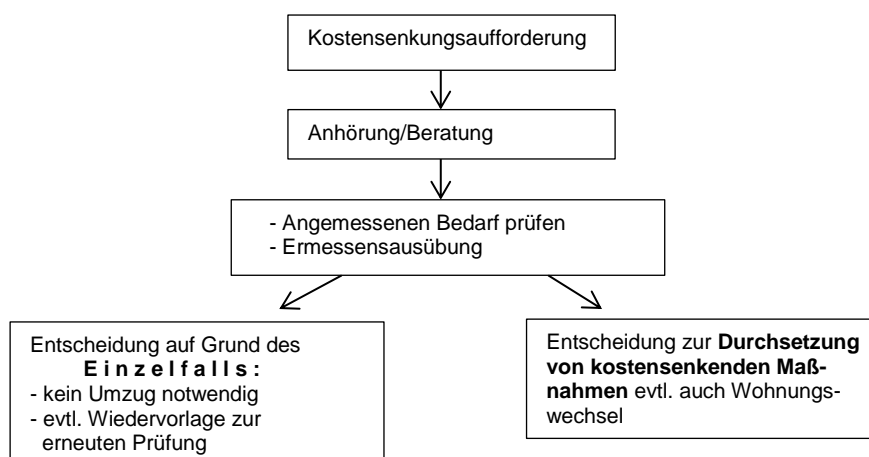 Kostensenkungsaufforderung
Anhörung/Beratung
- Angemessenen Bedarf prüfen
- Ermessensausübung
Entscheidung auf Grund des
E i n z e l f a l l s :
- kein Umzug notwendig
- evtl. Wiedervorlage zur
erneuten Prüfung
Entscheidung zur Durchsetzung
von kostensenkenden Maß-
nahmen evtl. auch Wohnungs-
wechsel